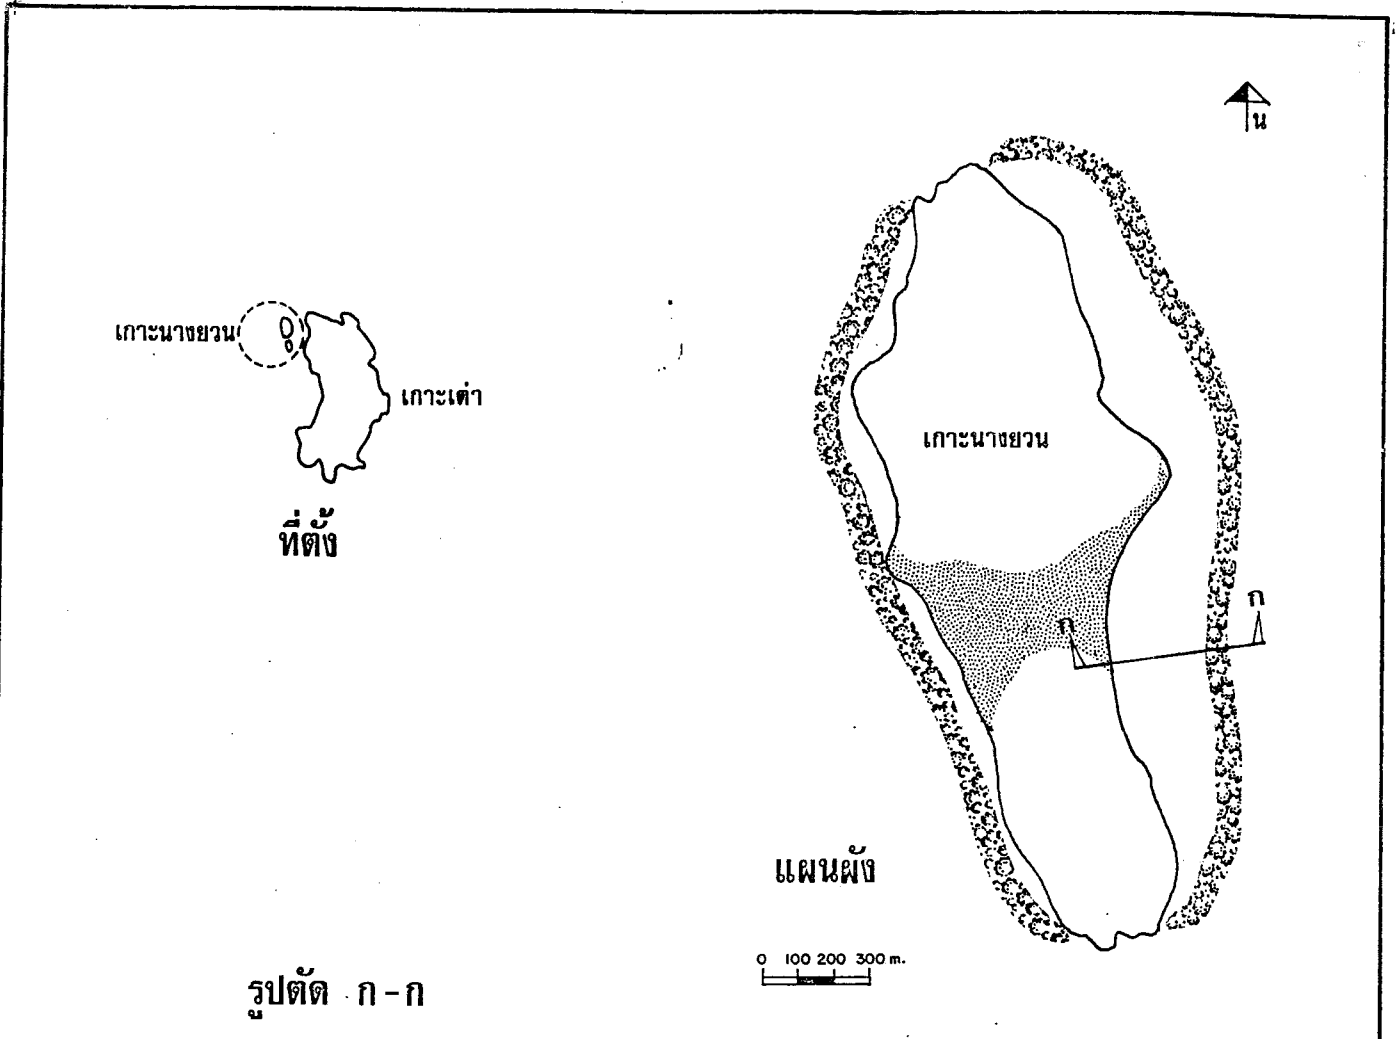 น
เกาะนางยวน
เกาะเต่า
ที่ตั้ง
เกาะนางยวน
ก
ก
แผนผัง
0 100 200 300 m.
รูปตัด ก-ก